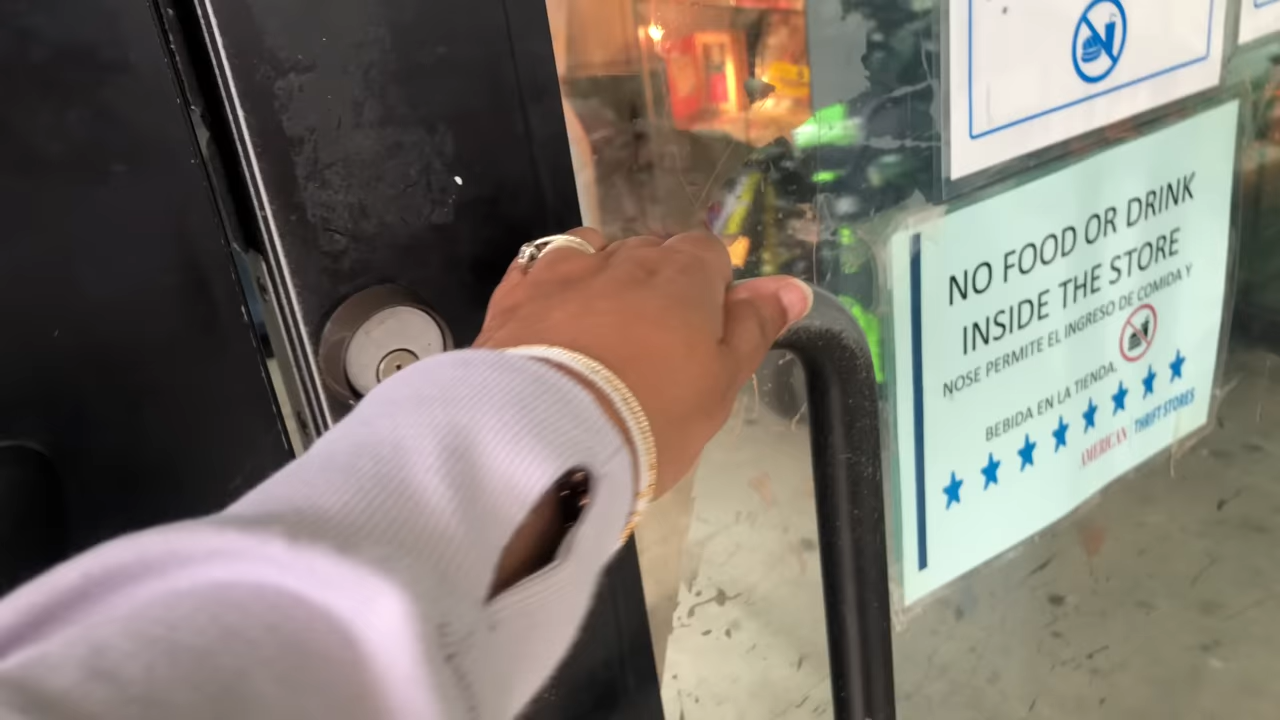 NO FOOD OR DRINK
INSIDE THE STORE
NOSE PERMITE EL INGRESO DE COMIDA Y
BEBIDA EN LA TIENDA.
AMERICAN THRIFT STORES